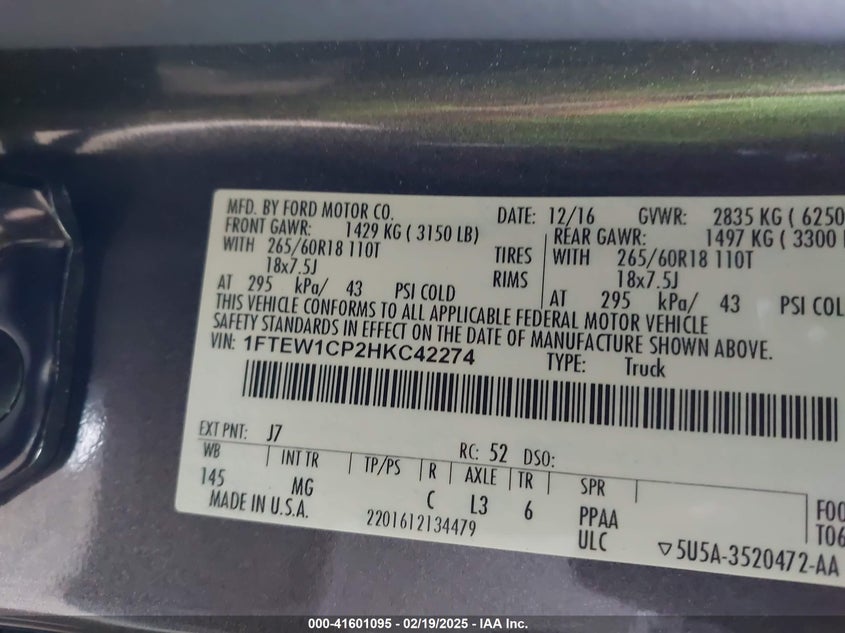 MFD. BY FORD MOTOR CO. DATE: 12/16 GVWR: 2835 KG ( 6250
FRONT GAWR: 1429 KG ( 3150 LB) REAR GAWR: 1497 KG ( 3300
WITH 265/60R18 110T TIRES WITH 265/60R18 110T
18x7.5J RIMS 18x7.5J
AT 295 kPa/ 43 PSI COLD AT 295 kPa/ 43 PSI COL
THIS VEHICLE CONFORMS TO ALL APPLICABLE FEDERAL MOTOR VEHICLE
SAFETY STANDARDS IN EFFECT ON THE DATE OF MANUFACTURE SHOWN ABOVE.
VIN: 1FTEW1CP2HKC42274 TYPE: Truck
EXT PNT: J7 RC: 52 DSO:
WB INT TR TP/PS R AXLE TR SPR
145 MG C L3 6 PPAA
MADE IN U.S.A. 2201612134479 ULC
F00
T06
5U5A-3520472-AA
000-41601095 - 02/19/2025 - IAA Inc.